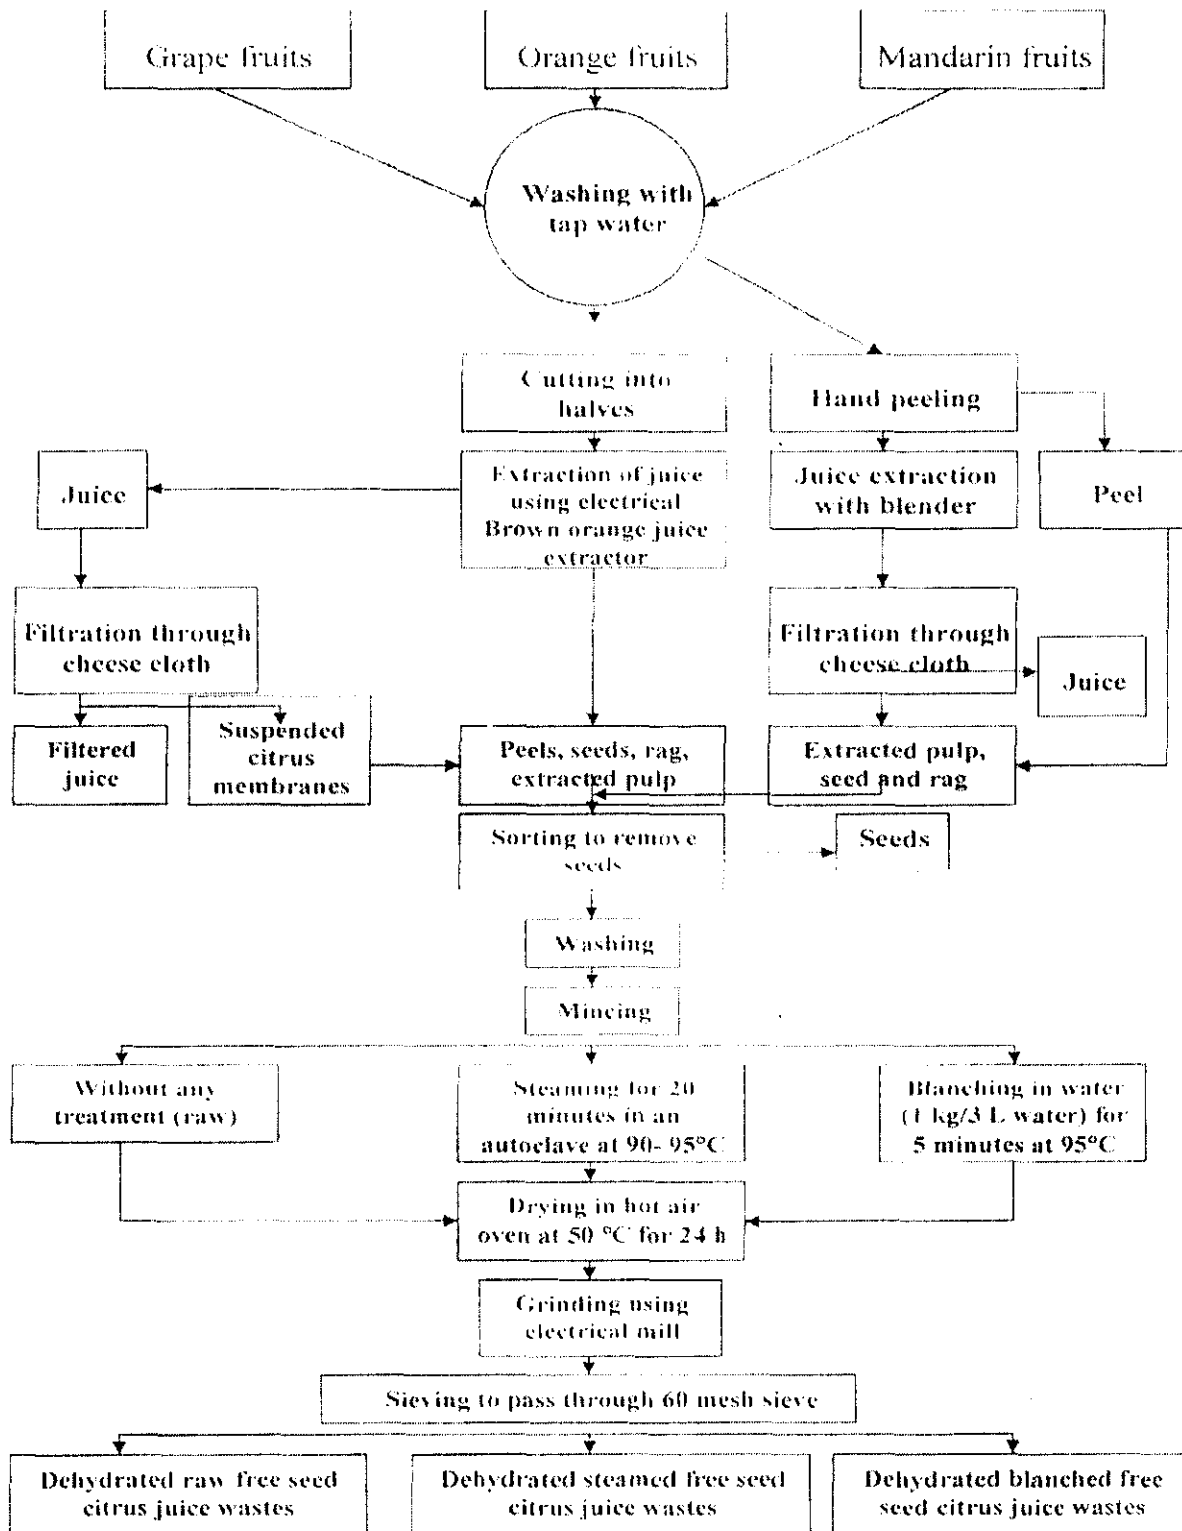 Grape fruits
Orange fruits
Mandarin fruits
Washing with
tap water
Cutting into
halves
Hand peeling
Juice
Extraction of juice
using electrical
Brown orange juice
extractor
Juice extraction
with blender
Peel
Filtration through
cheese cloth
Filtration through
cheese cloth
Juice
Filtered
juice
Suspended
citrus
membranes
Peels, seeds, rag,
extracted pulp
Extracted pulp,
seed and rag
Sorting to remove
seeds
Seeds
Washing
Mincing
Without any
treatment (raw)
Steaming for 20
minutes in an
autoclave at 90- 95°C
Blanching in water
(1 kg/3 L water) for
5 minutes at 95°C
Drying in hot air
oven at 50 °C for 24 h
Grinding using
electrical mill
Sieving to pass through 60 mesh sieve
Dehydrated raw free seed
citrus juice wastes
Dehydrated steamed free seed
citrus juice wastes
Dehydrated blanched free
seed citrus juice wastes